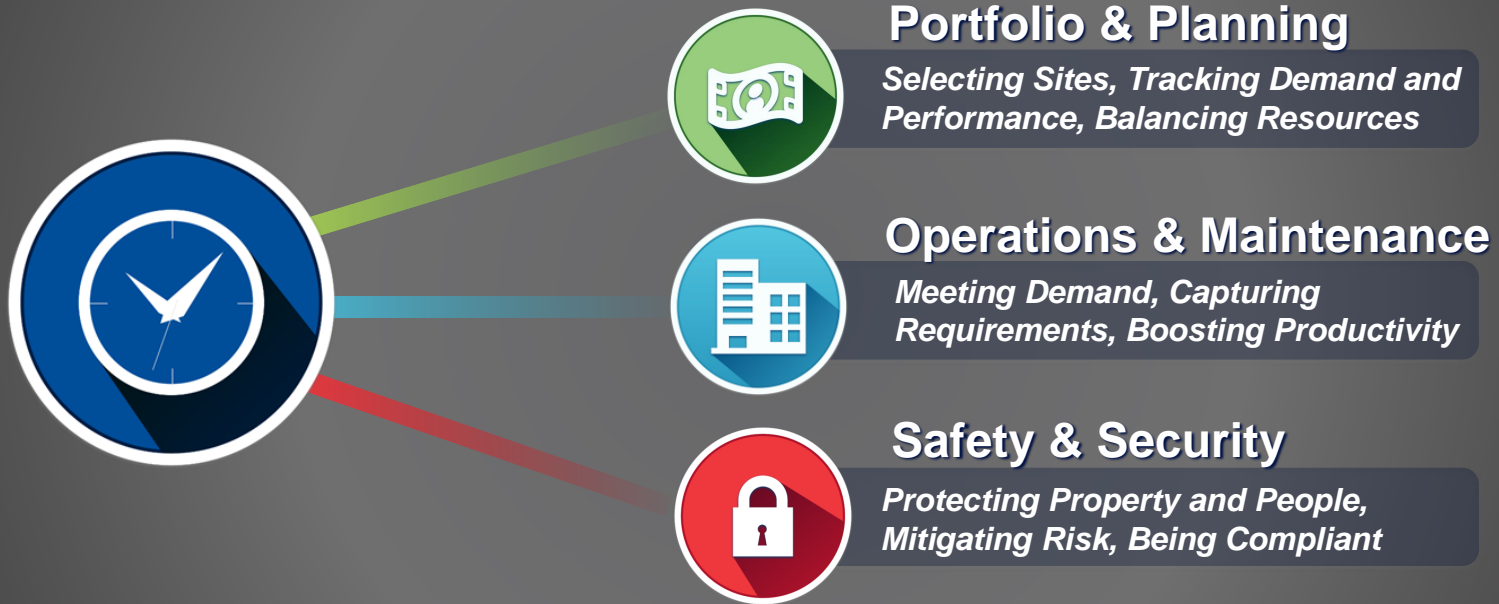 Portfolio & Planning
Selecting Sites, Tracking Demand and
Performance, Balancing Resources
Operations & Maintenance
Meeting Demand, Capturing
Requirements, Boosting Productivity
Safety & Security
Protecting Property and People,
Mitigating Risk, Being Compliant